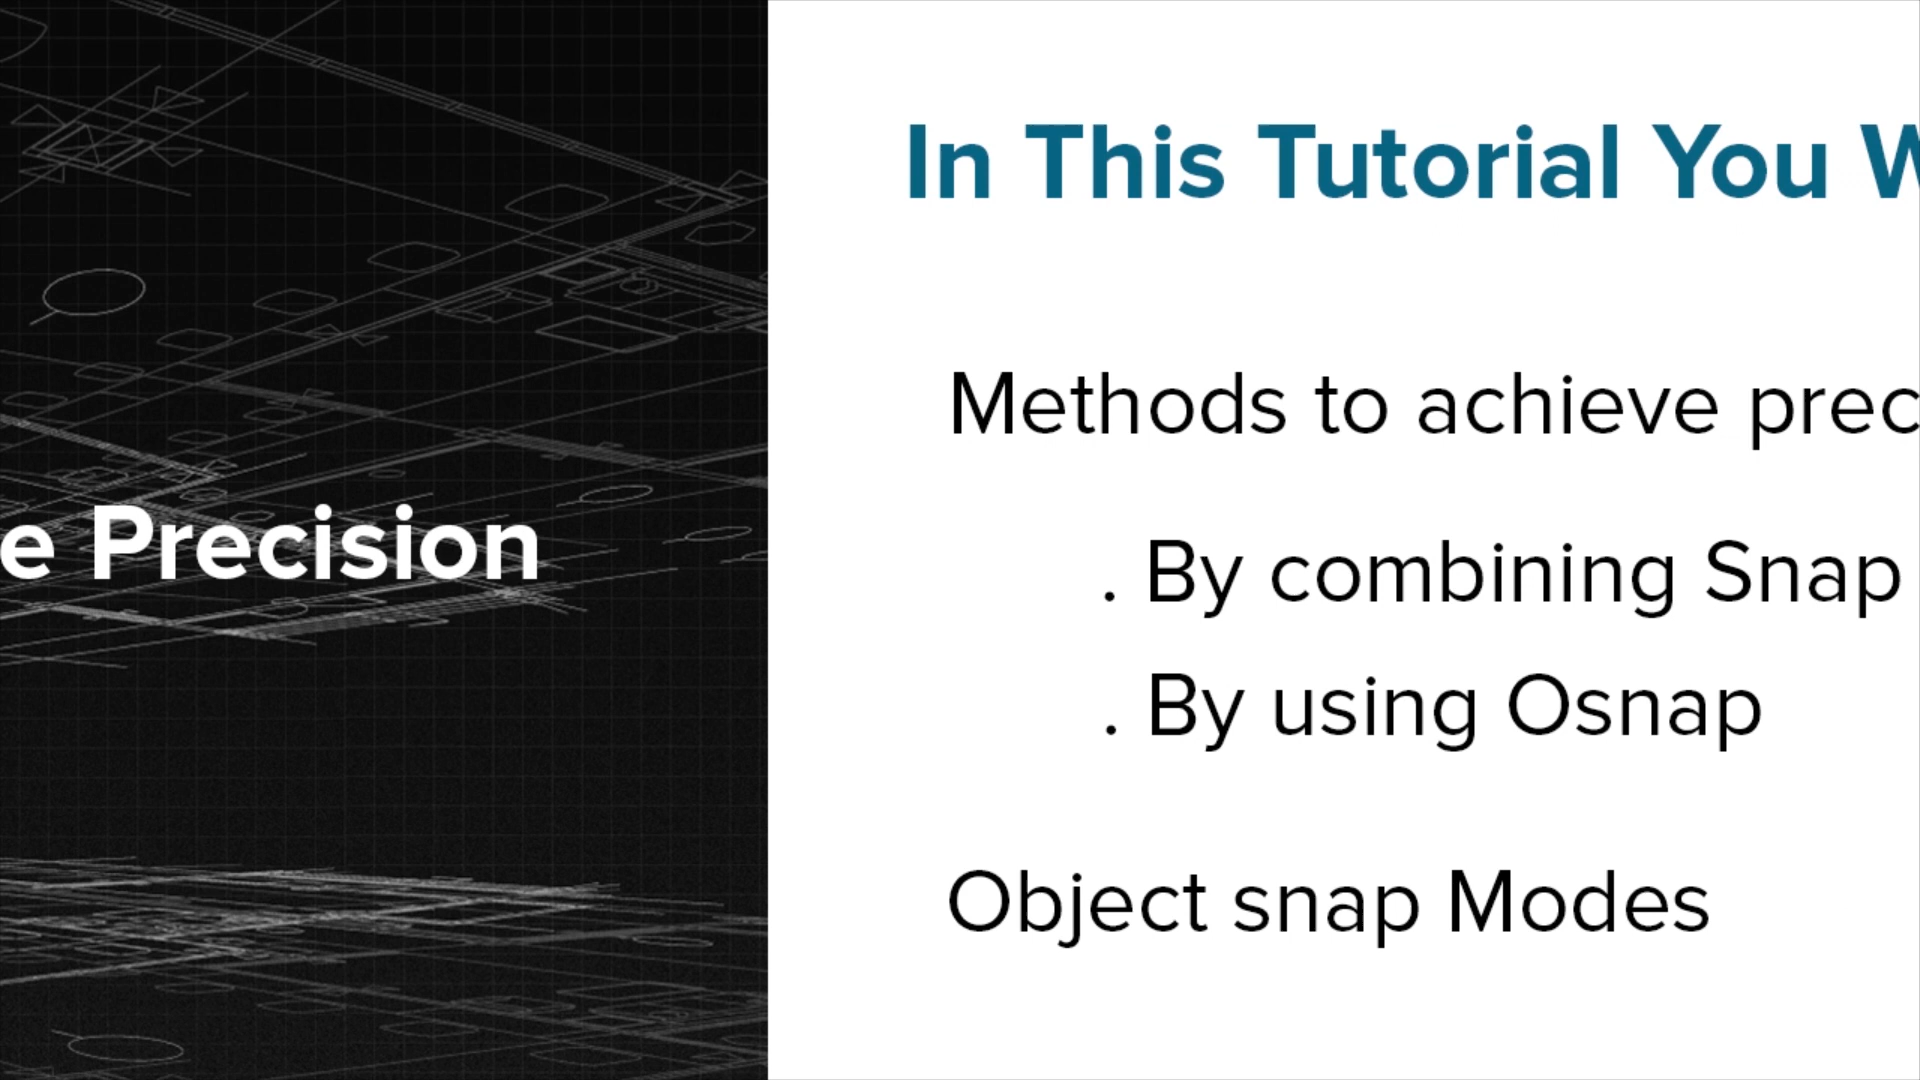 e Precision
In This Tutorial You W
Methods to achieve prec
. By combining Snap
. By using Osnap
Object snap Modes